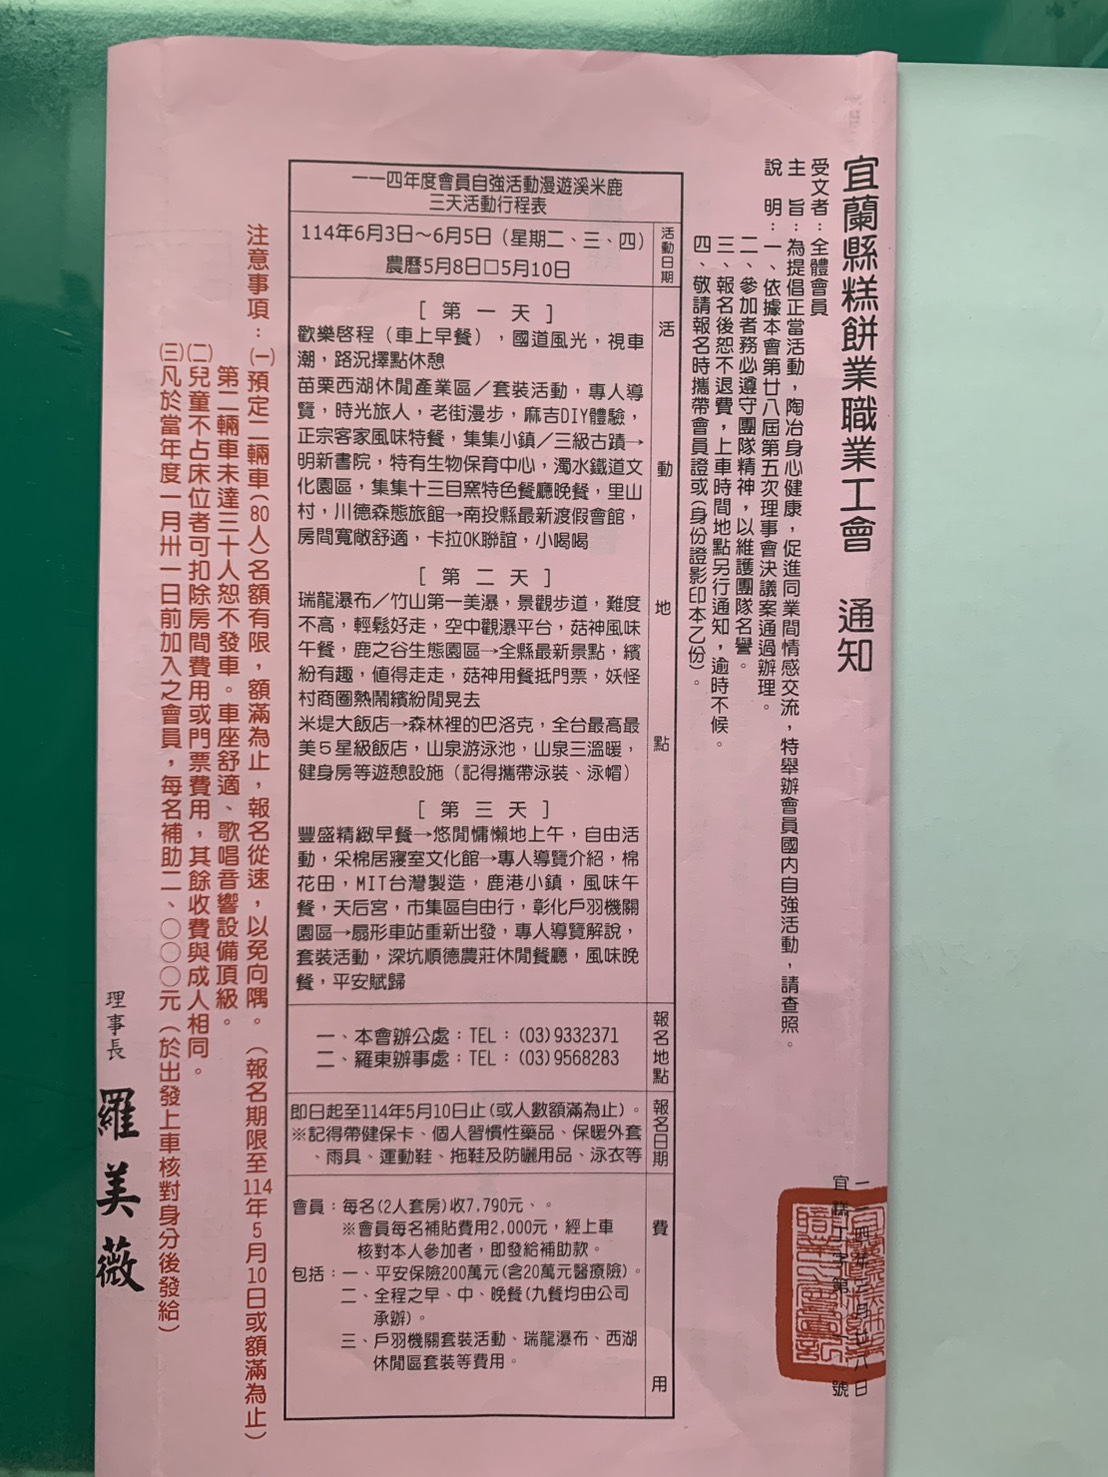 宜蘭縣糕餅業職業工會　通知
受文者：全體會員
主　旨：為提倡正當活動，陶冶身心健康，促進同業間情感交流，特舉辦會員國內自強活動，請查照。
說　明：一、依據本會第廿八屆第五次理事會決議案通過辦理。
二、參加者務必遵守團隊精神，以維護團隊名譽。
三、報名後恕不退費，上車時間地點另行通知，逾時不候。
四、敬請報名時攜帶會員證或(身份證影印本乙份)。
一一四年度會員自強活動漫遊溪米鹿
三天活動行程表
活動日期
114年6月3日～6月5日（星期二、三、四）
農曆5月8日□5月10日
活動地點
[ 第 一 天 ]
歡樂啓程（車上早餐），國道風光，視車
潮，路況擇點休憩
苗栗西湖休閒產業區／套裝活動，專人導
覽，時光旅人，老街漫步，麻吉DIY體驗，
正宗客家風味特餐，集集小鎮／三級古蹟→
明新書院，特有生物保育中心，濁水鐵道文
化園區，集集十三目窯特色餐廳晚餐，里山
村，川德森態旅館→南投縣最新渡假會館，
房間寬敞舒適，卡拉OK聯誼，小喝喝
[ 第 二 天 ]
瑞龍瀑布／竹山第一美瀑，景觀步道，難度
不高，輕鬆好走，空中觀瀑平台，菇神風味
午餐，鹿之谷生態園區→全縣最新景點，繽
紛有趣，值得走走，菇神用餐抵門票，妖怪
村商圈熱鬧繽紛閒晃去
米堤大飯店→森林裡的巴洛克，全台最高最
美5星級飯店，山泉游泳池，山泉三溫暖，
健身房等遊憩設施（記得攜帶泳裝、泳帽）
[ 第 三 天 ]
豐盛精緻早餐→悠閒慵懶地上午，自由活
動，采棉居寢室文化館→專人導覽介紹，棉
花田，MIT台灣製造，鹿港小鎮，風味午
餐，天后宮，市集區自由行，彰化戶羽機關
園區→扇形車站重新出發，專人導覽解說，
套裝活動，深坑順德農莊休閒餐廳，風味晚
餐，平安賦歸
報名地點
一、本會辦公處：TEL：(03)9332371
二、羅東辦事處：TEL：(03)9568283
報名日期
即日起至114年5月10日止(或人數額滿為止)。
※記得帶健保卡、個人習慣性藥品、保暖外套
、雨具、運動鞋、拖鞋及防曬用品、泳衣等
費用
會員：每名(2人套房)收7,790元、。
※會員每名補貼費用2,000元，經上車
核對本人參加者，即發給補助款。
包括：一、平安保險200萬元(含20萬元醫療險)。
二、全程之早、中、晚餐(九餐均由公司
承辦)。
三、戶羽機關套裝活動、瑞龍瀑布、西湖
休閒區套裝等費用。
注意事項：㈠預定二輛車(80人)名額有限，額滿為止，報名從速，以免向隅。（報名期限至114年5月10日或額滿為止）
第二輛車未達三十人恕不發車。車座舒適、歌唱音響設備頂級。
㈡兒童不占床位者可扣除房間費用或門票費用，其餘收費與成人相同。
㈢凡於當年度一月卅一日前加入之會員，每名補助二、○○○元（於出發上車核對身分後發給）
理事長　羅美薇